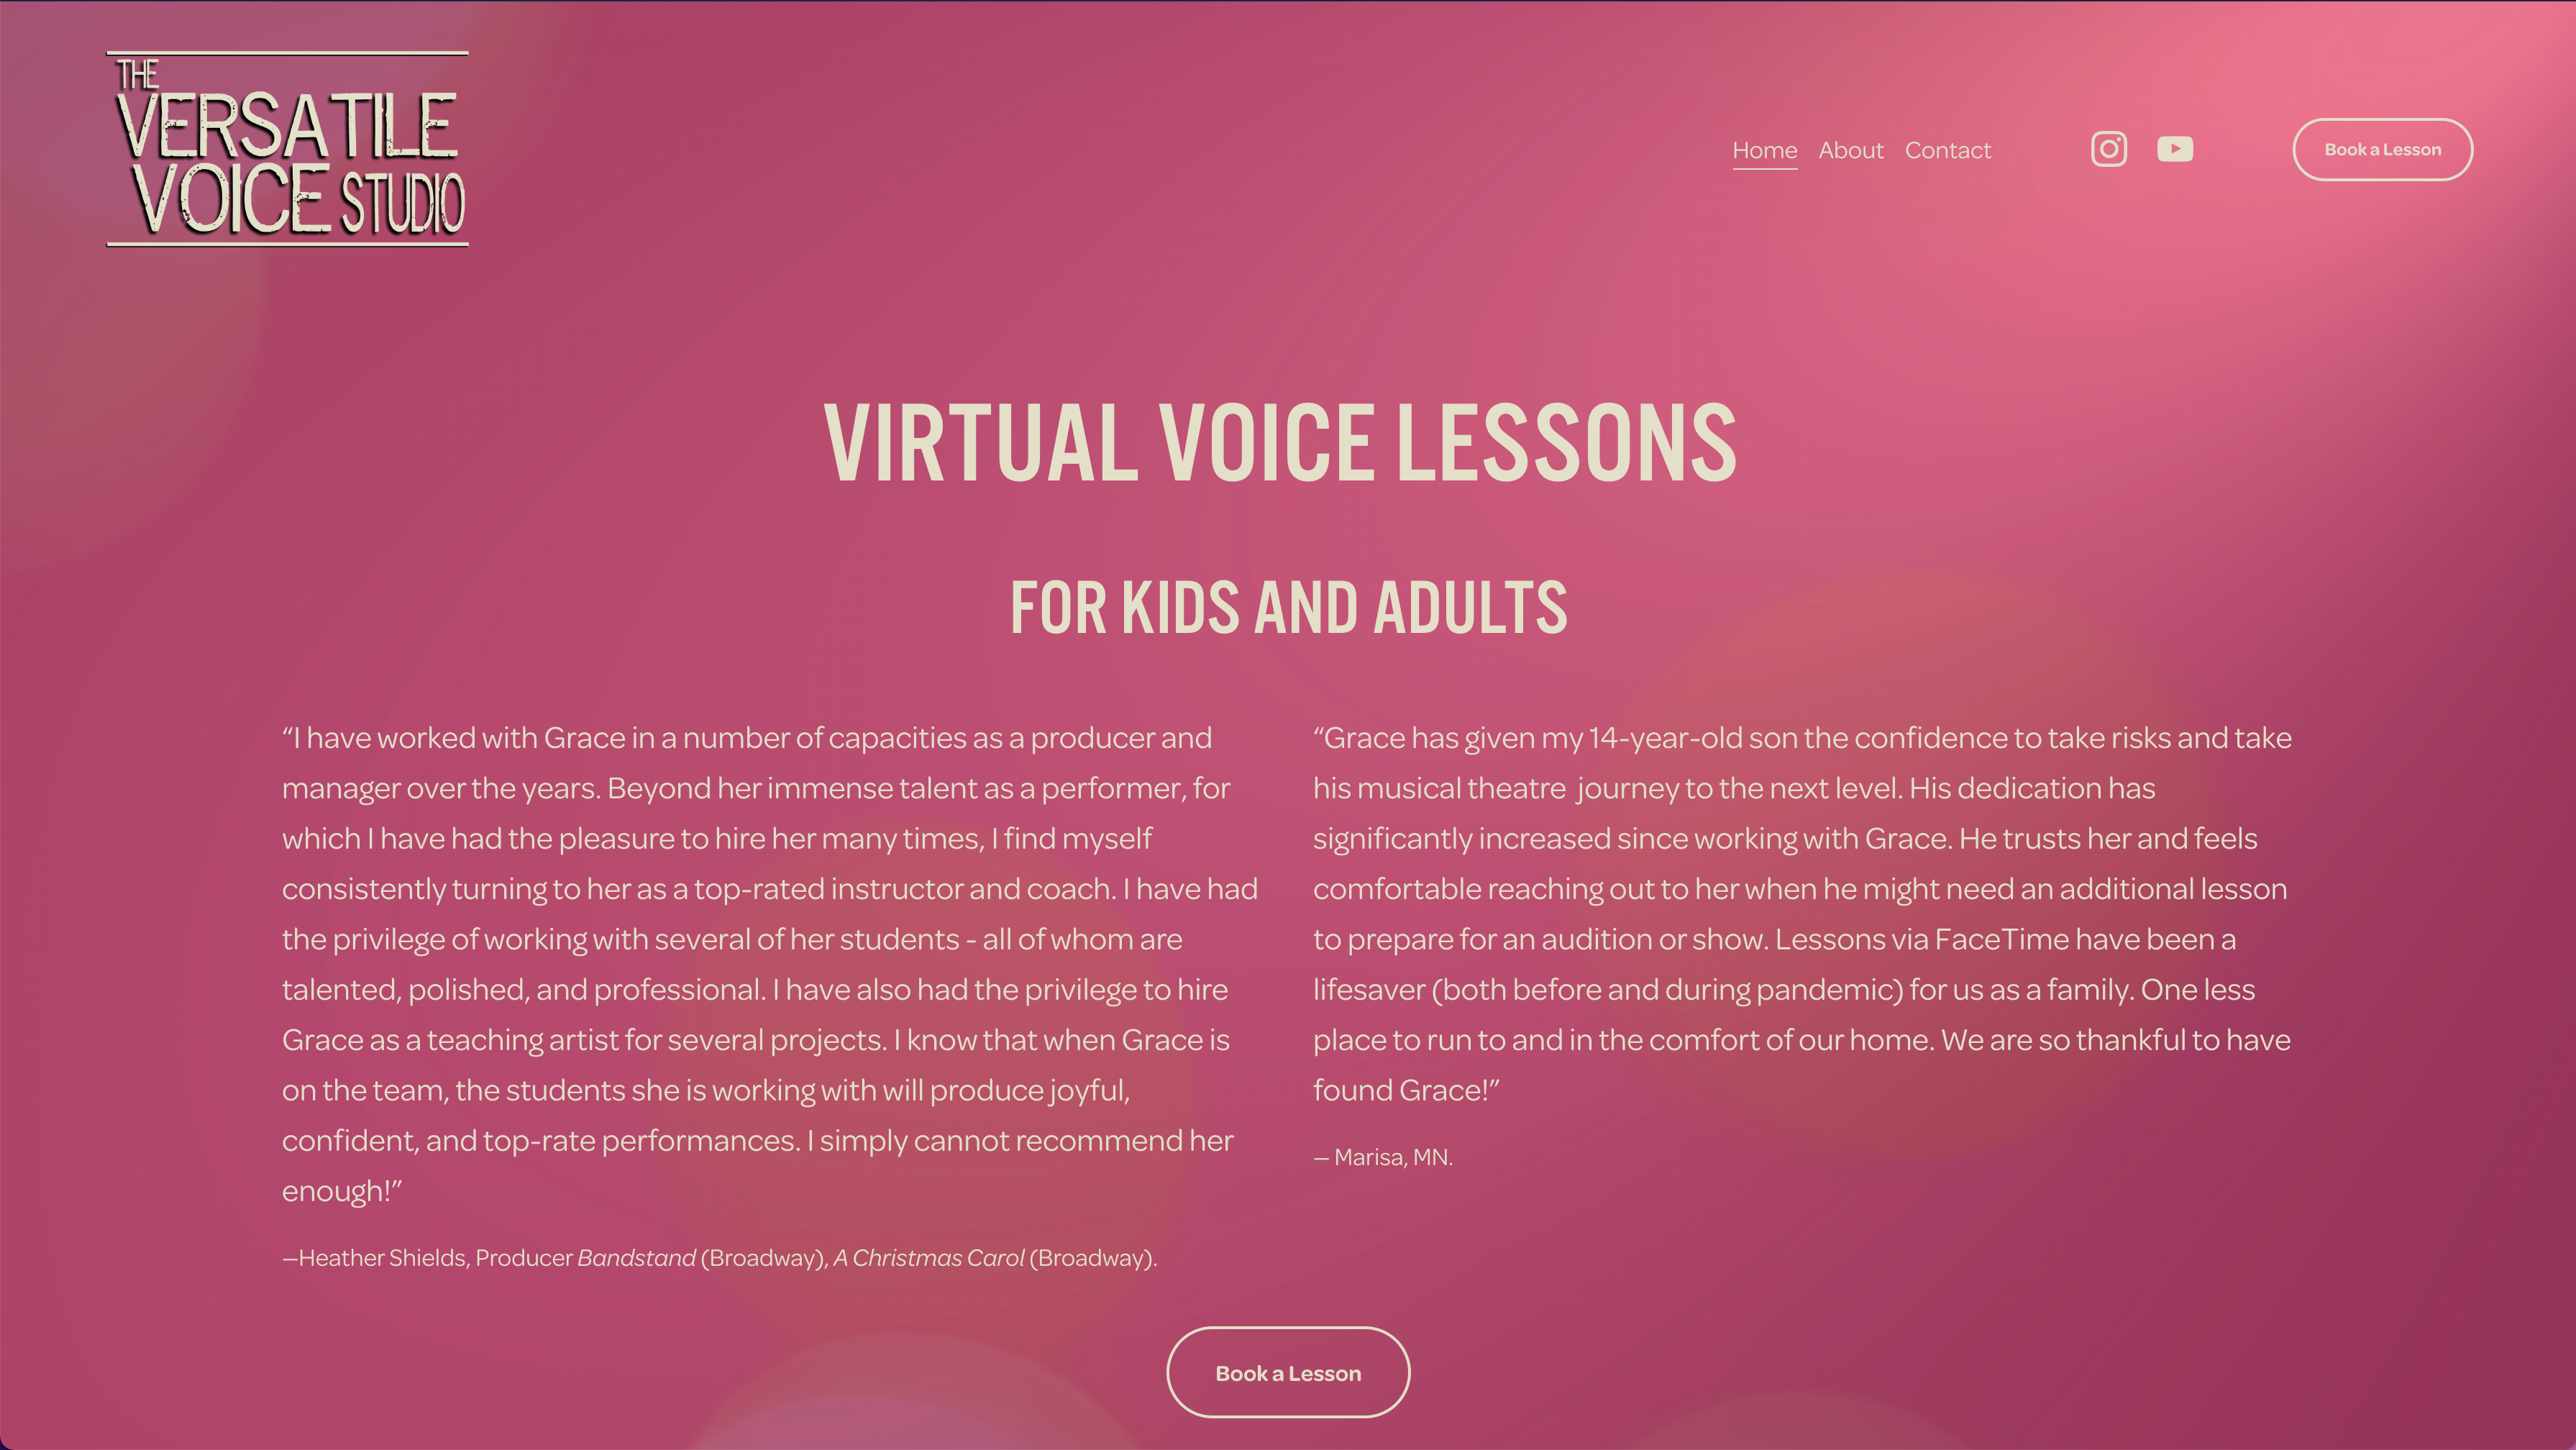 THE
VERSATILE
VOICE STUDIO
Home About Contact
Book a Lesson
VIRTUAL VOICE LESSONS
FOR KIDS AND ADULTS
“I have worked with Grace in a number of capacities as a producer and
manager over the years. Beyond her immense talent as a performer, for
which I have had the pleasure to hire her many times, I find myself
consistently turning to her as a top-rated instructor and coach. I have had
the privilege of working with several of her students - all of whom are
talented, polished, and professional. I have also had the privilege to hire
Grace as a teaching artist for several projects. I know that when Grace is
on the team, the students she is working with will produce joyful,
confident, and top-rate performances. I simply cannot recommend her
enough!”
—Heather Shields, Producer Bandstand (Broadway), A Christmas Carol (Broadway).
“Grace has given my 14-year-old son the confidence to take risks and take
his musical theatre  journey to the next level. His dedication has
significantly increased since working with Grace. He trusts her and feels
comfortable reaching out to her when he might need an additional lesson
to prepare for an audition or show. Lessons via FaceTime have been a
lifesaver (both before and during pandemic) for us as a family. One less
place to run to and in the comfort of our home. We are so thankful to have
found Grace!”
— Marisa, MN.
Book a Lesson